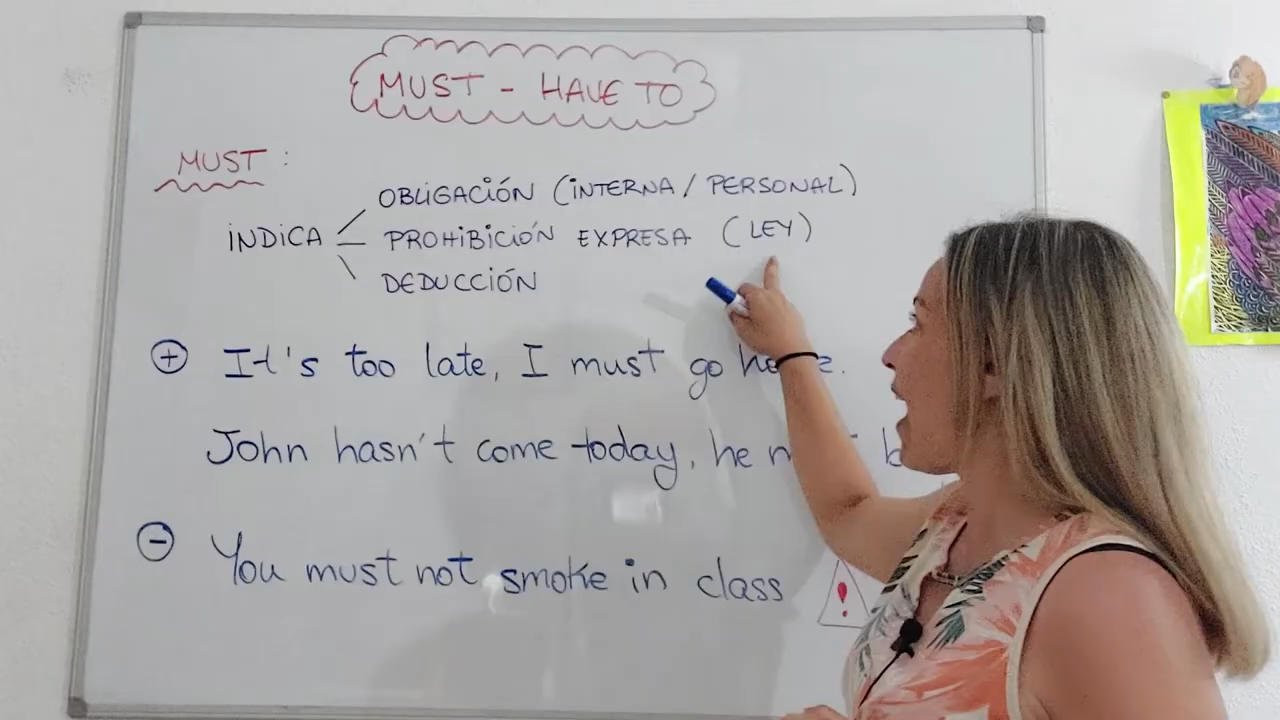 MUST - HAVE TO
MUST :
OBLIGACIÓN (INTERNA / PERSONAL)
INDICA PROHIBICIÓN EXPRESA (LEY)
DEDUCCIÓN
+ It's too late, I must go
John hasn't come today, he
- You must not smoke in class !